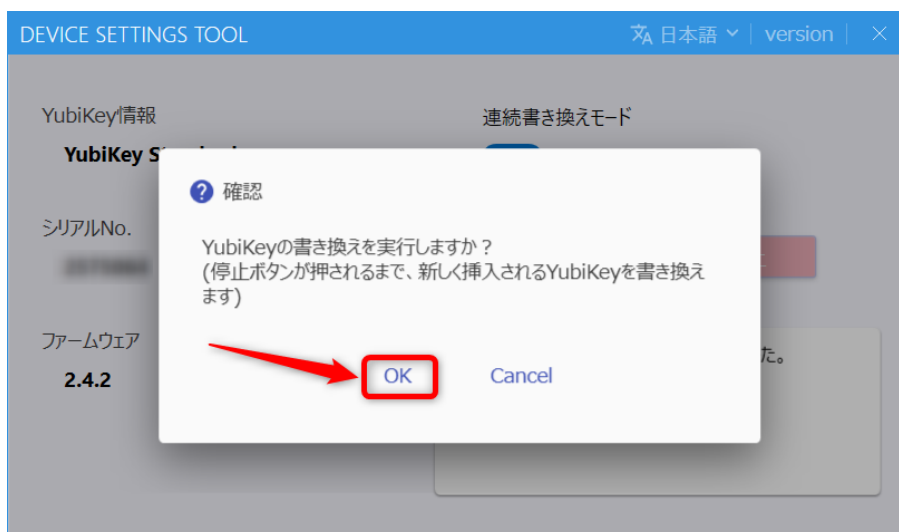 DEVICE SETTINGS TOOL
日本語
version
YubiKey情報
連続書き換えモード
YubiKey
確認
シリアルNo.
YubiKeyの書き換えを実行しますか？
(停止ボタンが押されるまで、新しく挿入されるYubiKeyを書き換え
ます)
ファームウェア
た。
2.4.2
OK
Cancel